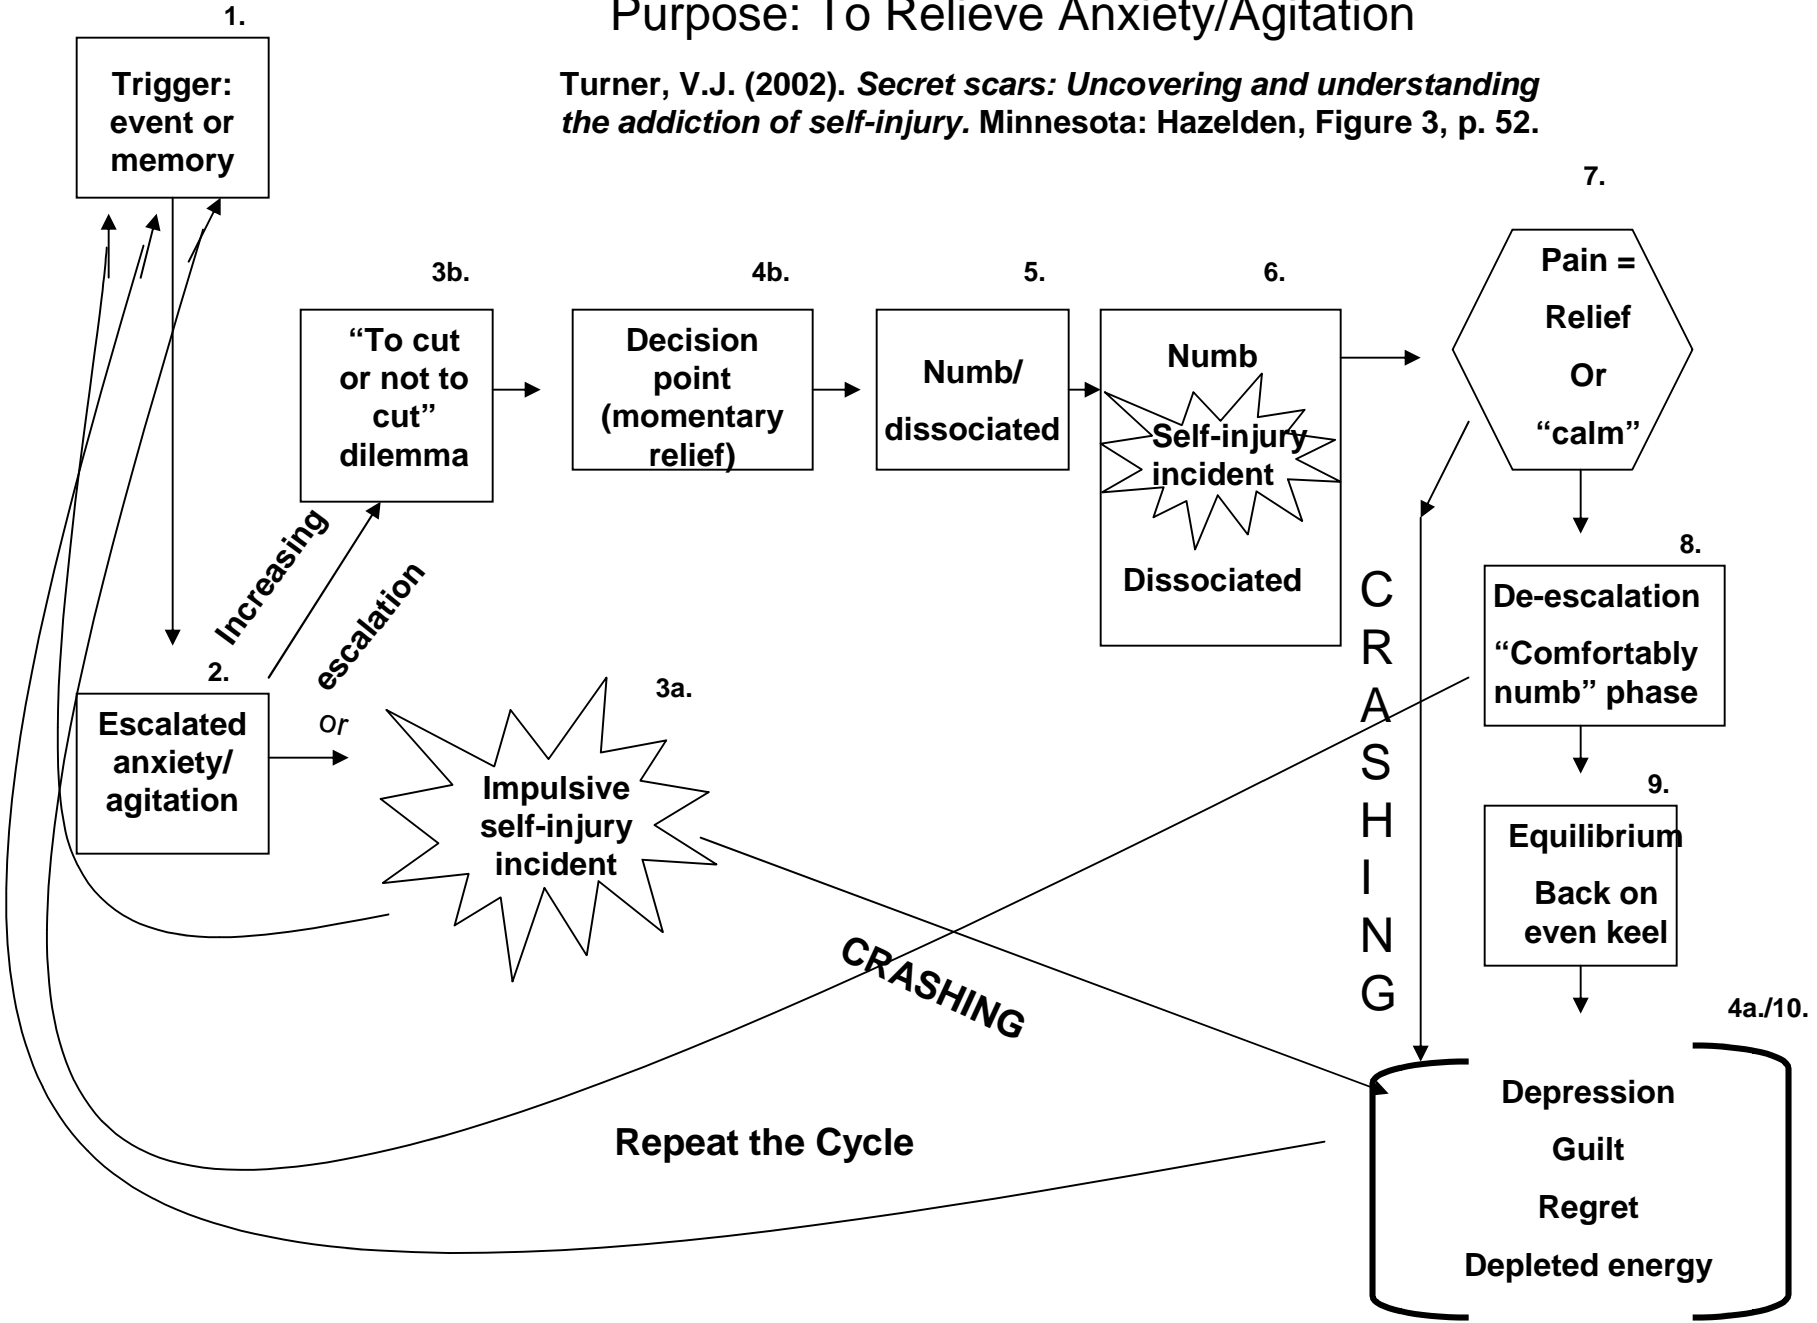 Purpose: To Relieve Anxiety/Agitation
Turner, V.J. (2002). Secret scars: Uncovering and understanding
the addiction of self-injury. Minnesota: Hazelden, Figure 3, p. 52.
1.
Trigger:
event or
memory
2.
Escalated
anxiety/
agitation
Increasing
escalation
or
3a.
Impulsive
self-injury
incident
3b.
“To cut
or not to
cut”
dilemma
4b.
Decision
point
(momentary
relief)
5.
Numb/
dissociated
6.
Numb
Self-injury
incident
Dissociated
7.
Pain =
Relief
Or
“calm”
8.
De-escalation
“Comfortably
numb” phase
9.
Equilibrium
Back on
even keel
CRASHING
CRASHING
4a./10.
Depression
Guilt
Regret
Depleted energy
Repeat the Cycle